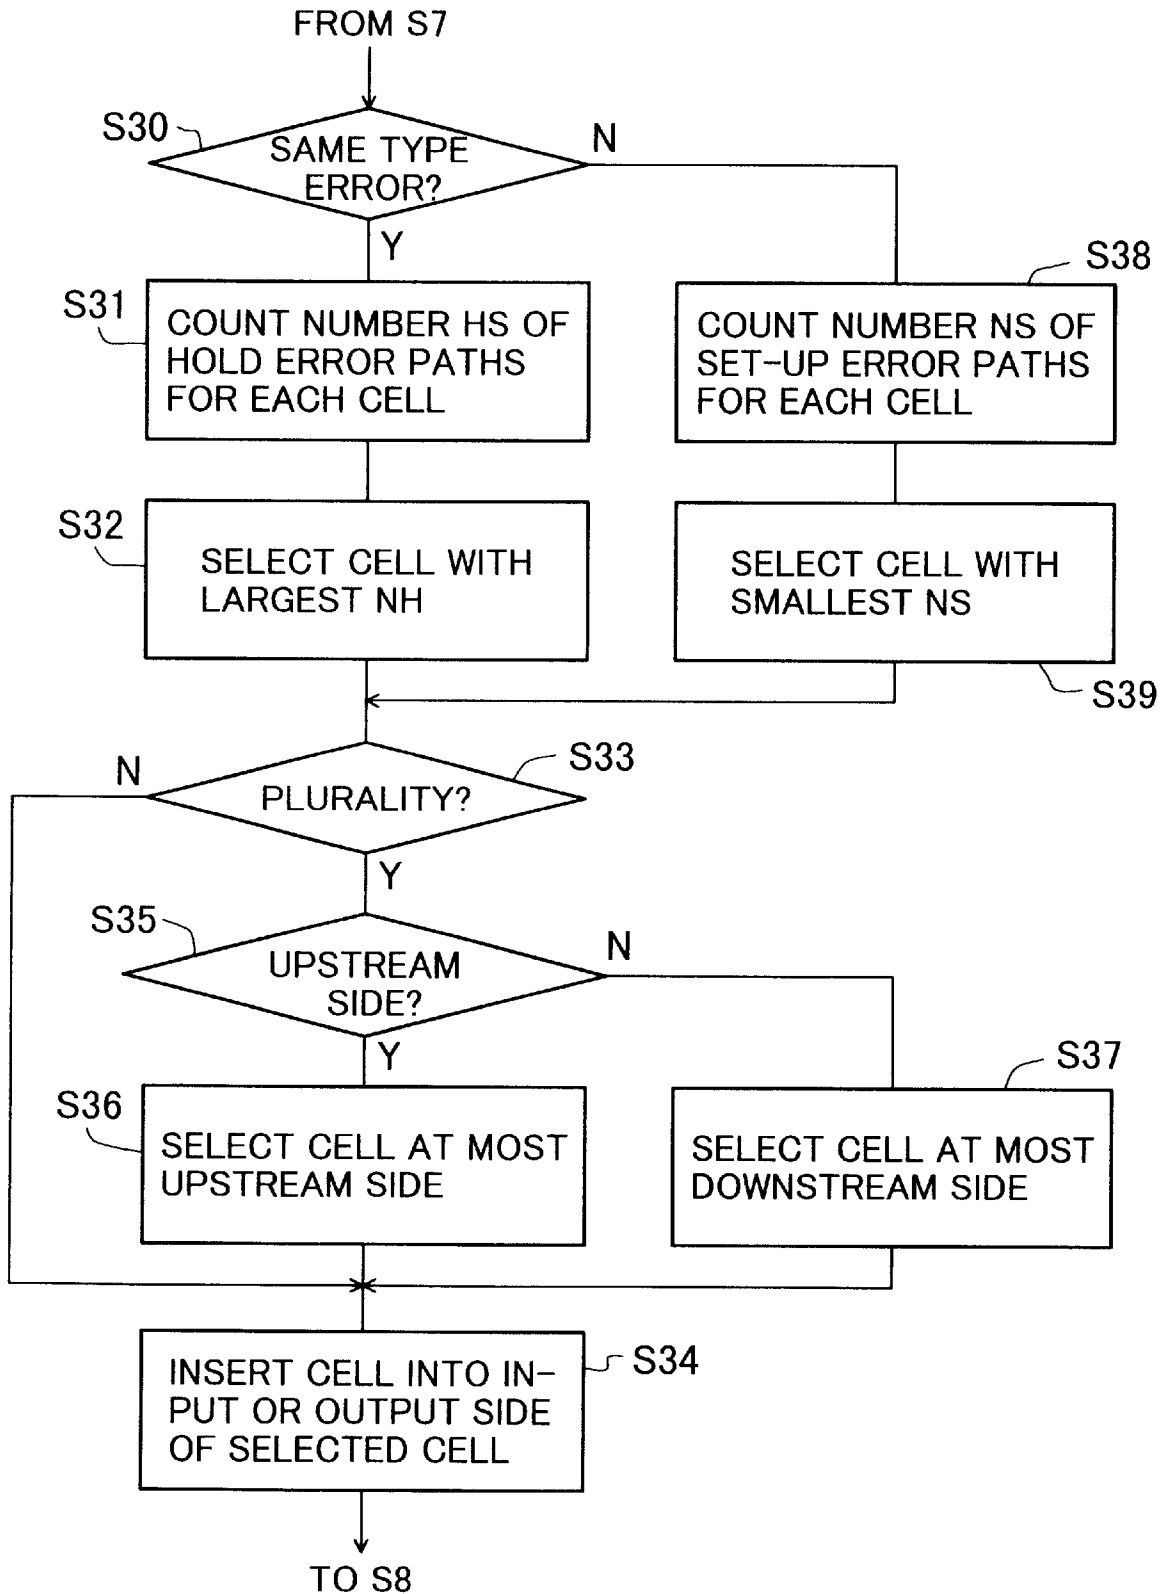 FROM S7
S30
SAME TYPE
ERROR?
N
Y
S31
COUNT NUMBER HS OF
HOLD ERROR PATHS
FOR EACH CELL
S38
COUNT NUMBER NS OF
SET-UP ERROR PATHS
FOR EACH CELL
S32
SELECT CELL WITH
LARGEST NH
SELECT CELL WITH
SMALLEST NS
S39
N
S33
PLURALITY?
Y
S35
UPSTREAM
SIDE?
N
Y
S36
SELECT CELL AT MOST
UPSTREAM SIDE
S37
SELECT CELL AT MOST
DOWNSTREAM SIDE
INSERT CELL INTO IN-
PUT OR OUTPUT SIDE
OF SELECTED CELL
S34
TO S8